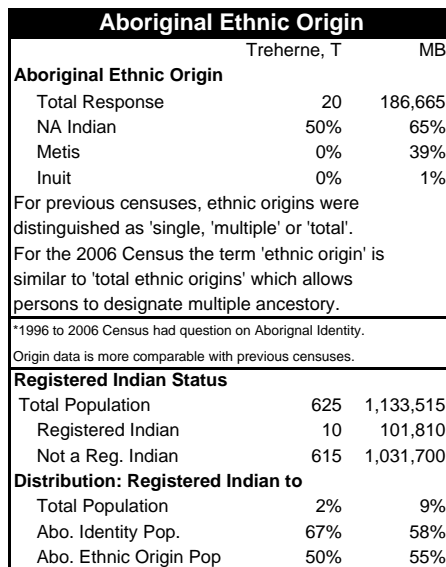 Aboriginal Ethnic Origin
Treherne, T MB
Aboriginal Ethnic Origin
Total Response 20 186,665
NA Indian 50% 65%
Metis 0% 39%
Inuit 0% 1%
For previous censuses, ethnic origins were
distinguished as 'single, 'multiple' or 'total'.
For the 2006 Census the term 'ethnic origin' is
similar to 'total ethnic origins' which allows
persons to designate multiple ancestory.
*1996 to 2006 Census had question on Aborignal Identity.
Origin data is more comparable with previous censuses.
Registered Indian Status
Total Population 625 1,133,515
Registered Indian 10 101,810
Not a Reg. Indian 615 1,031,700
Distribution: Registered Indian to
Total Population 2% 9%
Abo. Identity Pop. 67% 58%
Abo. Ethnic Origin Pop 50% 55%